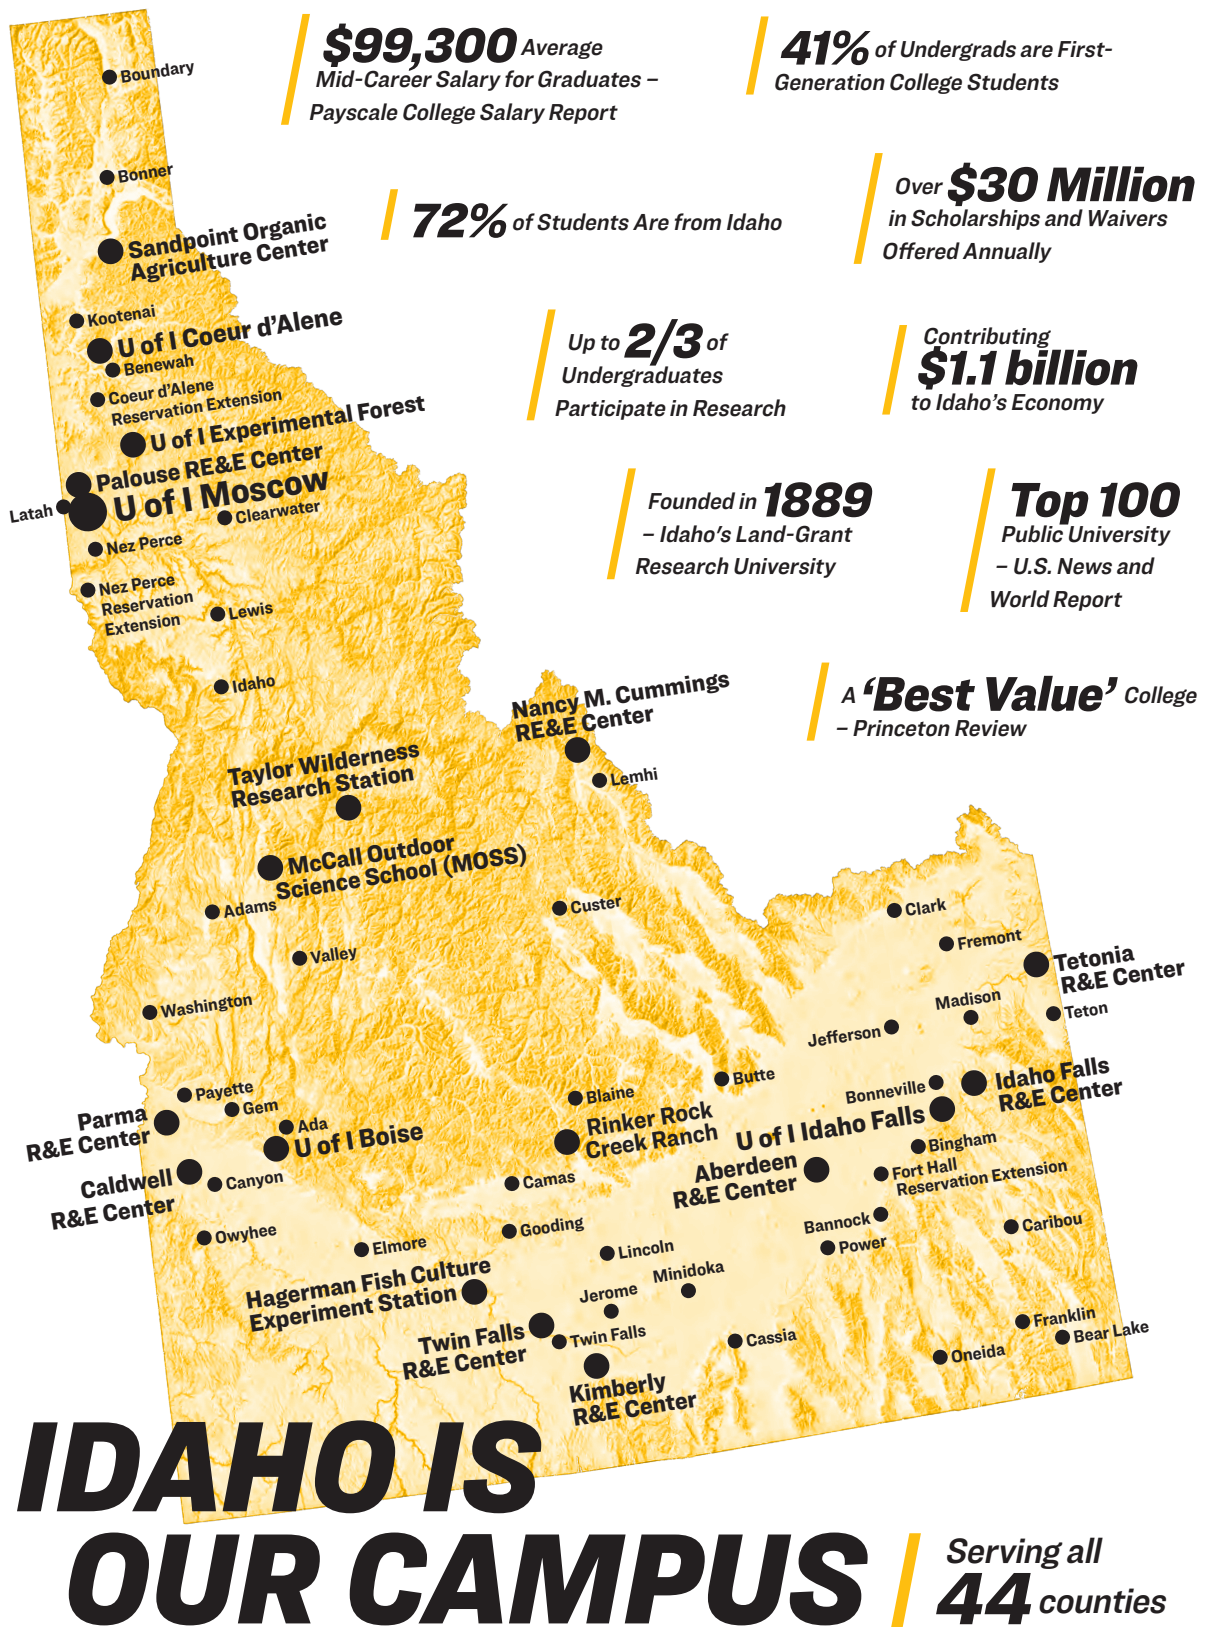 $99,300 Average
Mid-Career Salary for Graduates –
Payscale College Salary Report
41% of Undergrads are First-
Generation College Students
72% of Students Are from Idaho
Over $30 Million
in Scholarships and Waivers
Offered Annually
Up to 2/3 of
Undergraduates
Participate in Research
Contributing
$1.1 billion
to Idaho's Economy
Founded in 1889
– Idaho's Land-Grant
Research University
Top 100
Public University
– U.S. News and
World Report
A 'Best Value' College
– Princeton Review
Boundary
Bonner
Sandpoint Organic
Agriculture Center
Kootenai
U of I Coeur d'Alene
Benewah
Coeur d'Alene
Reservation Extension
U of I Experimental Forest
Palouse RE&E Center
U of I Moscow
Latah
Clearwater
Nez Perce
Nez Perce
Reservation
Extension
Lewis
Idaho
Nancy M. Cummings
RE&E Center
Lemhi
Taylor Wilderness
Research Station
McCall Outdoor
Science School (MOSS)
Adams
Custer
Valley
Clark
Fremont
Tetonia
R&E Center
Washington
Madison
Teton
Jefferson
Butte
Payette
Gem
Blaine
Bonneville
Idaho Falls
R&E Center
Parma
R&E Center
Ada
U of I Boise
Rinker Rock
Creek Ranch
U of I Idaho Falls
Bingham
Caldwell
R&E Center
Canyon
Camas
Aberdeen
R&E Center
Fort Hall
Reservation Extension
Owyhee
Elmore
Gooding
Lincoln
Bannock
Power
Caribou
Hagerman Fish Culture
Experiment Station
Minidoka
Jerome
Twin Falls
R&E Center
Twin Falls
Cassia
Franklin
Bear Lake
Oneida
Kimberly
R&E Center
IDAHO IS
OUR CAMPUS
Serving all
44 counties